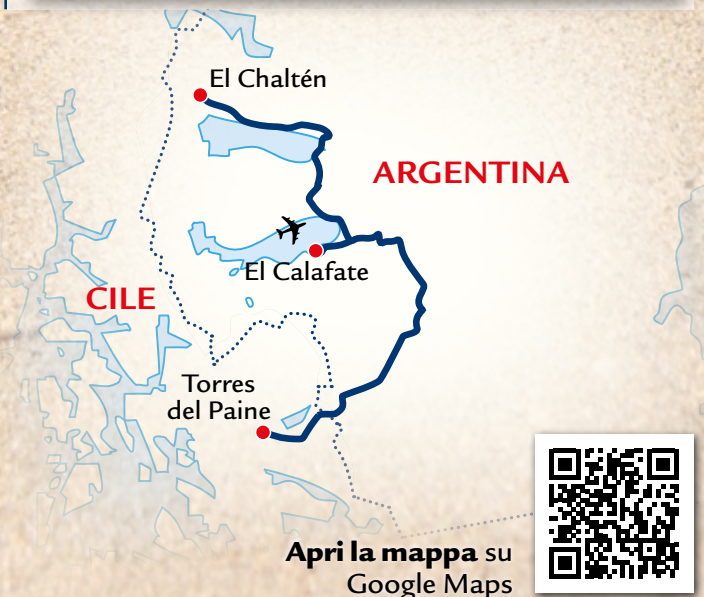 El Chaltén
ARGENTINA
El Calafate
CILE
Torres
del Paine
Apri la mappa su
Google Maps